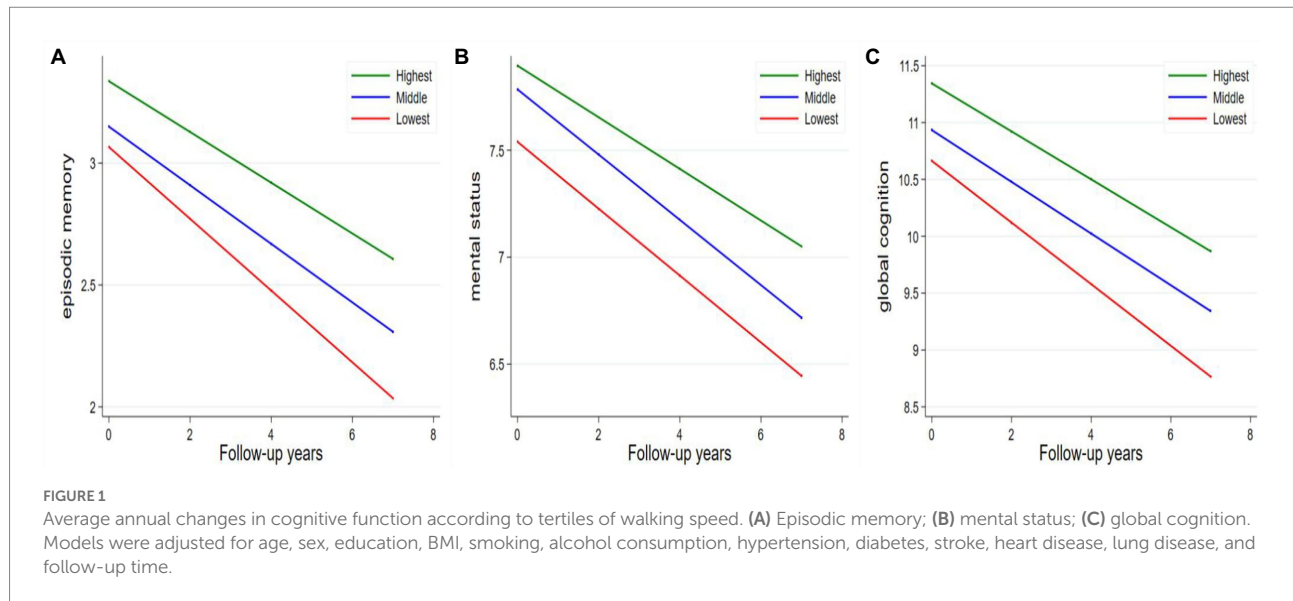 A
Highest
Middle
Lowest
episodic memory
3
2.5
2
0
2
4
6
8
Follow-up years
B
Highest
Middle
Lowest
mental status
7.5
7
6.5
0
2
4
6
8
Follow-up years
C
Highest
Middle
Lowest
global cognition
11.5
11
10.5
10
9.5
9
8.5
0
2
4
6
8
Follow-up years
FIGURE 1
Average annual changes in cognitive function according to tertiles of walking speed. (A) Episodic memory; (B) mental status; (C) global cognition.
Models were adjusted for age, sex, education, BMI, smoking, alcohol consumption, hypertension, diabetes, stroke, heart disease, lung disease, and
follow-up time.